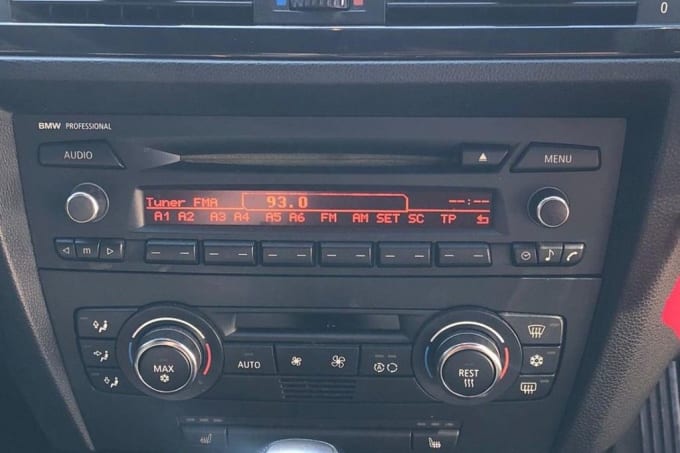 0
BMW PROFESSIONAL
AUDIO
MENU
Tuner FMA 93.0 --:--
A1 A2 A3 A4 A5 A6 FM AM SET SC TP
m
MAX
AUTO
A
REST